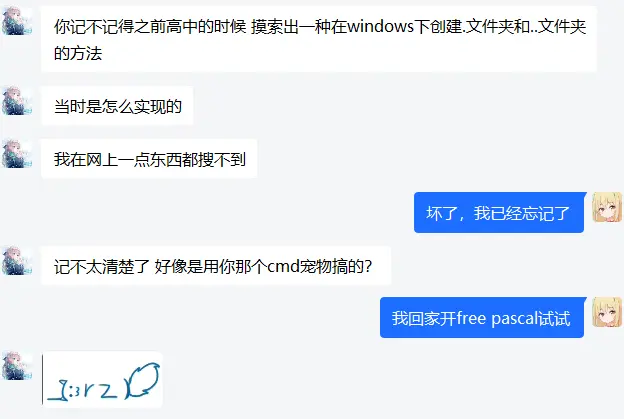 你记不记得之前高中的时候 摸索出一种在windows下创建.文件夹和..文件夹
的方法
当时是怎么实现的
我在网上一点东西都搜不到
坏了，我已经忘记了
记不太清楚了 好像是用你那个cmd宠物搞的？
我回家开free pascal试试